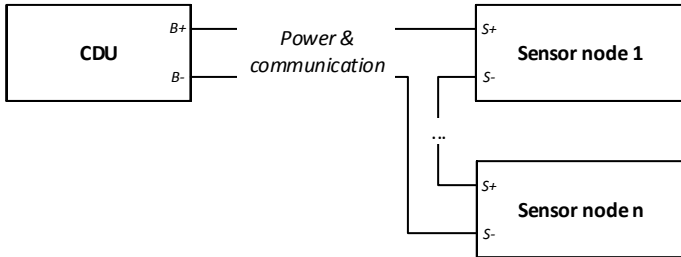 CDU
B+
B-
Power &
communication
S+
S-
Sensor node 1
...
S+
S-
Sensor node n